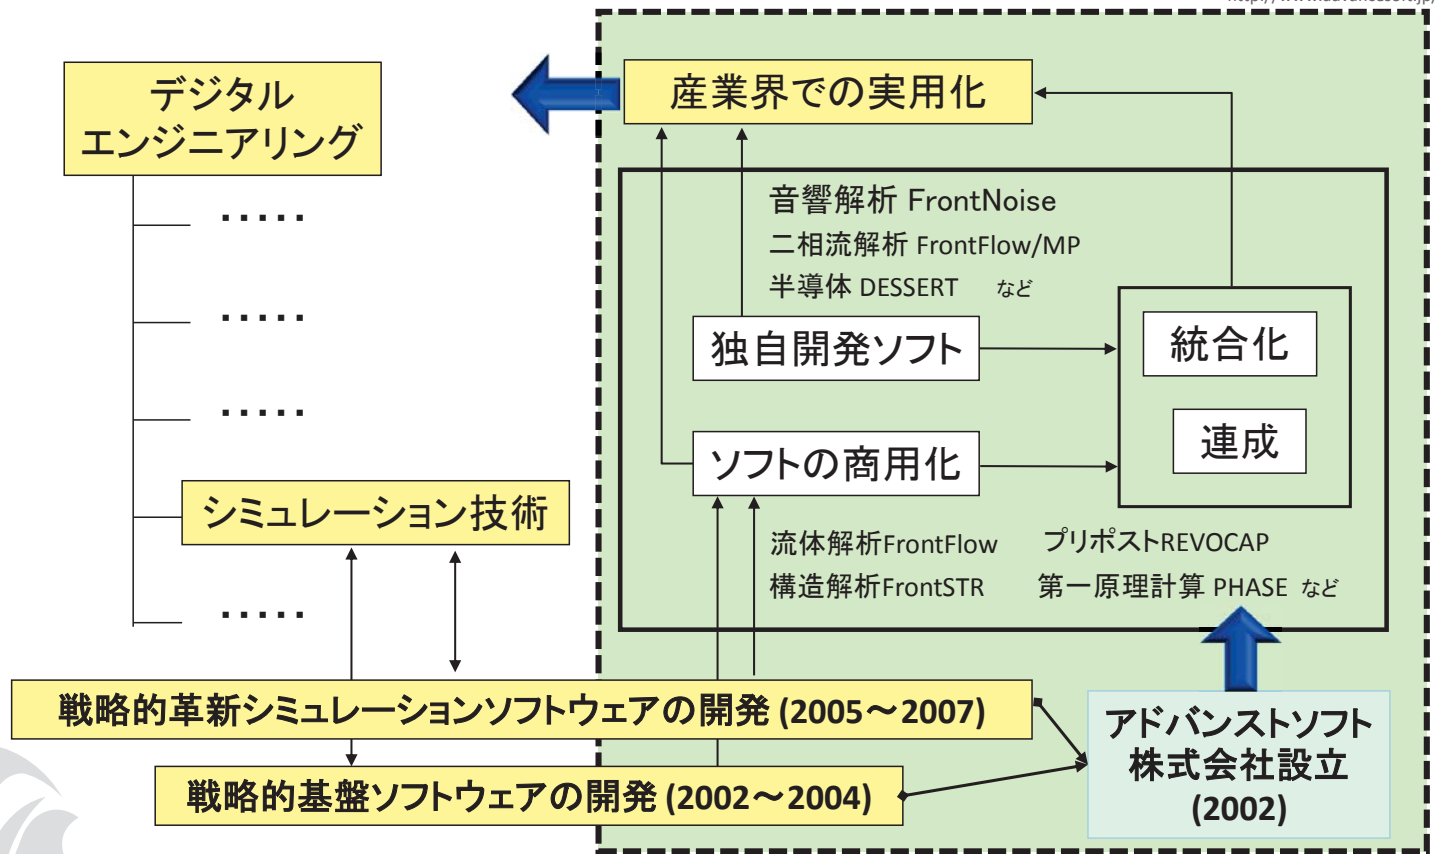 デジタル
エンジニアリング
・・・・・
・・・・・
・・・・・
シミュレーション技術
・・・・・
産業界での実用化
音響解析 FrontNoise
二相流解析 FrontFlow/MP
半導体 DESSERT など
独自開発ソフト
統合化
連成
ソフトの商用化
流体解析FrontFlow プリポストREVOCAP
構造解析FrontSTR 第一原理計算 PHASE など
戦略的革新シミュレーションソフトウェアの開発 (2005～2007)
戦略的基盤ソフトウェアの開発 (2002～2004)
アドバンストソフト
株式会社設立
(2002)